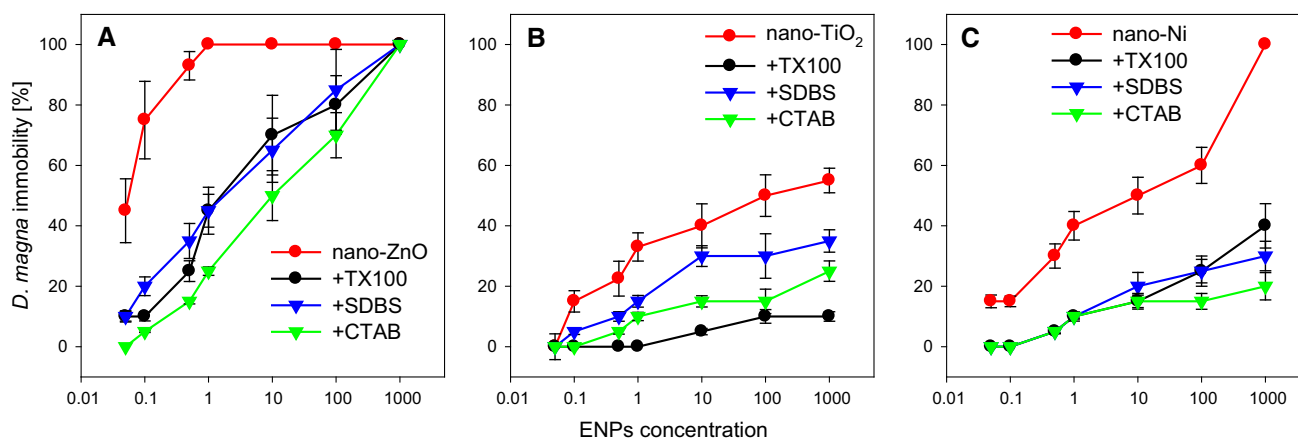 A
B
C
D. magna immobility [%]
100
80
60
40
20
0
nano-ZnO
+TX100
+SDBS
+CTAB
nano-TiO₂
+TX100
+SDBS
+CTAB
nano-Ni
+TX100
+SDBS
+CTAB
0.01 0.1 1 10 100 1000
0.01 0.1 1 10 100 1000
0.01 0.1 1 10 100 1000
ENPs concentration